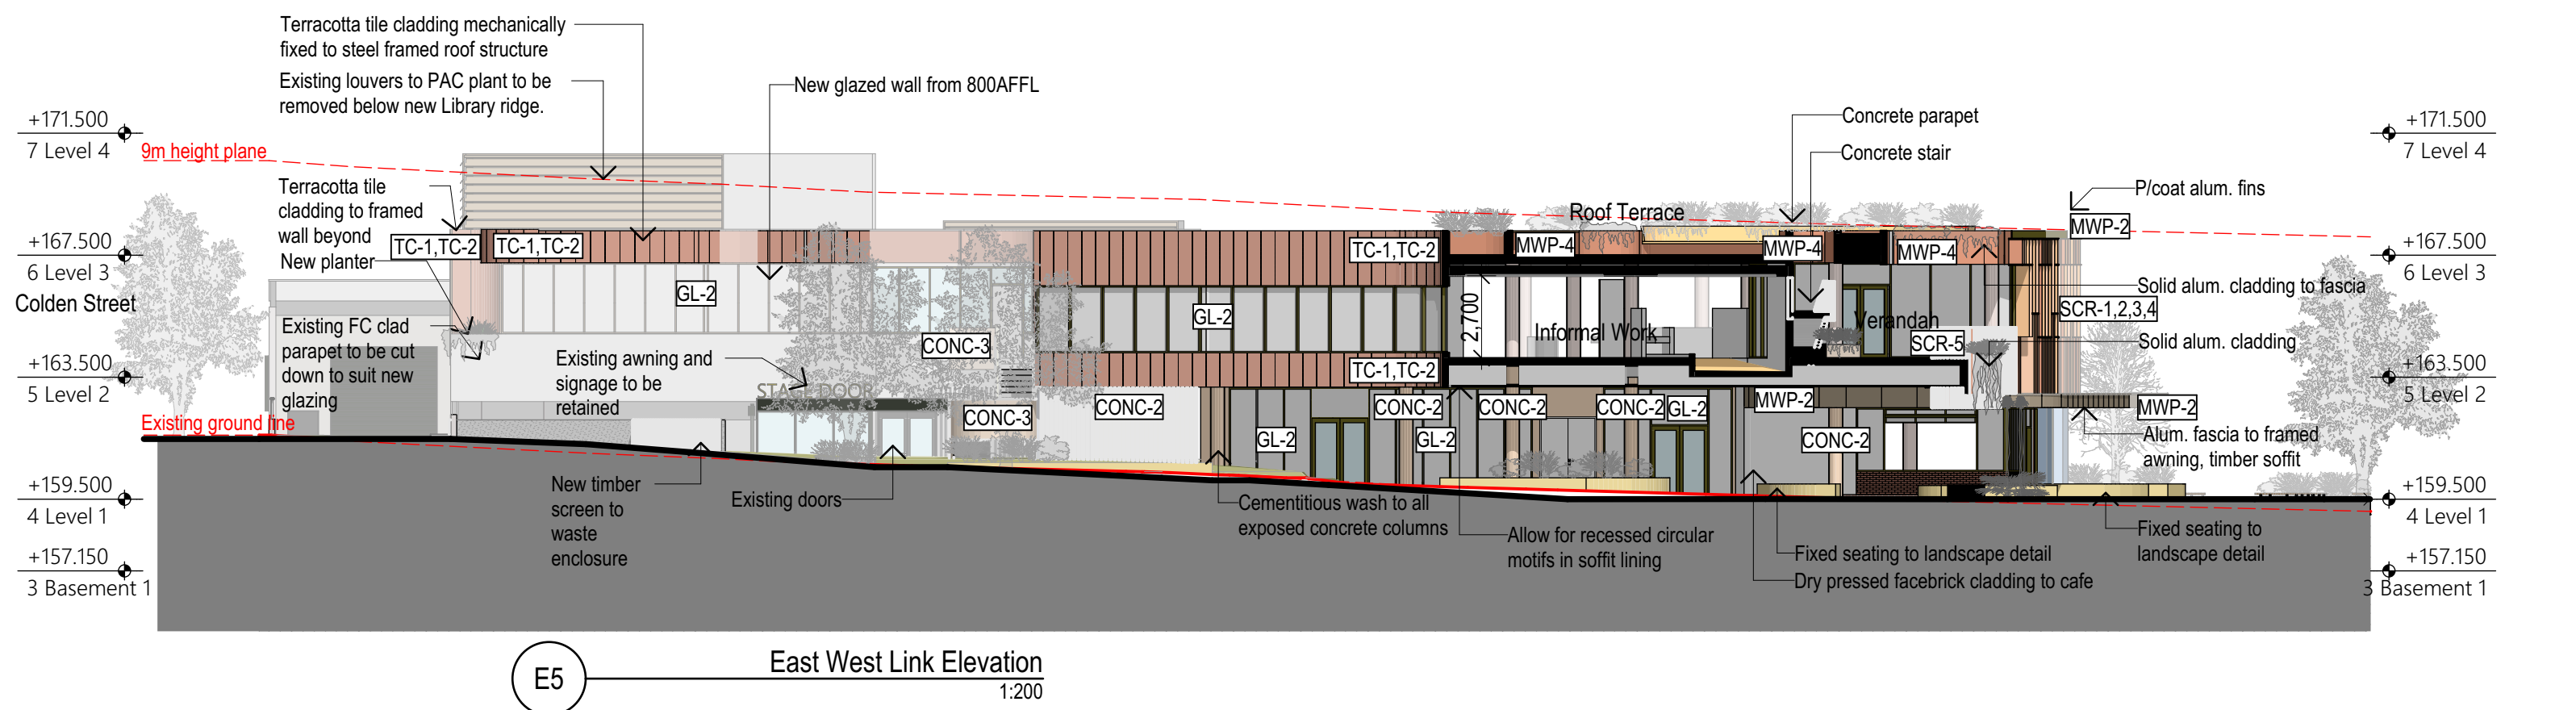 Terracotta tile cladding mechanically
fixed to steel framed roof structure
Existing louvers to PAC plant to be
removed below new Library ridge.
New glazed wall from 800AFFL
Concrete parapet
Concrete stair
P/coat alum. fins
MWP-2
+171.500
7 Level 4
9m height plane
+171.500
7 Level 4
Terracotta tile
cladding to framed
wall beyond
New planter
Roof Terrace
TC-1,TC-2
TC-1,TC-2
TC-1,TC-2
MWP-4
MWP-4
MWP-4
+167.500
6 Level 3
+167.500
6 Level 3
Colden Street
GL-2
GL-2
2,700
Informal Work
Verandah
Solid alum. cladding to fascia
SCR-1,2,3,4
SCR-5
Solid alum. cladding
Existing FC clad
parapet to be cut
down to suit new
glazing
Existing awning and
signage to be
retained
CONC-3
STAGE DOOR
TC-1,TC-2
+163.500
5 Level 2
+163.500
5 Level 2
Existing ground line
CONC-3
CONC-2
CONC-2
CONC-2
CONC-2
GL-2
MWP-2
MWP-2
GL-2
GL-2
CONC-2
Alum. fascia to framed
awning, timber soffit
New timber
screen to
waste
enclosure
Existing doors
Cementitious wash to all
exposed concrete columns
Allow for recessed circular
motifs in soffit lining
Fixed seating to landscape detail
Dry pressed facebrick cladding to cafe
Fixed seating to
landscape detail
+159.500
4 Level 1
+159.500
4 Level 1
+157.150
3 Basement 1
+157.150
3 Basement 1
E5
East West Link Elevation
1:200